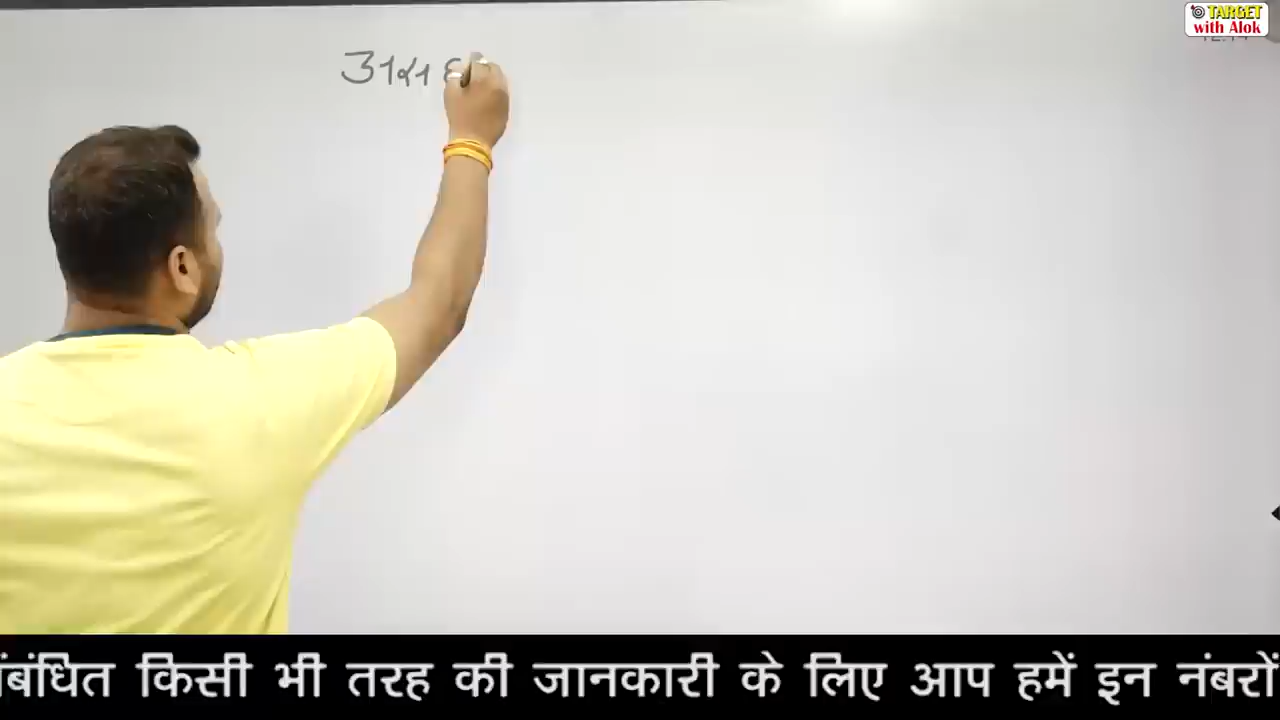 TARGET
with Alok
संबंधित किसी भी तरह की जानकारी के लिए आप हमें इन नंबरों